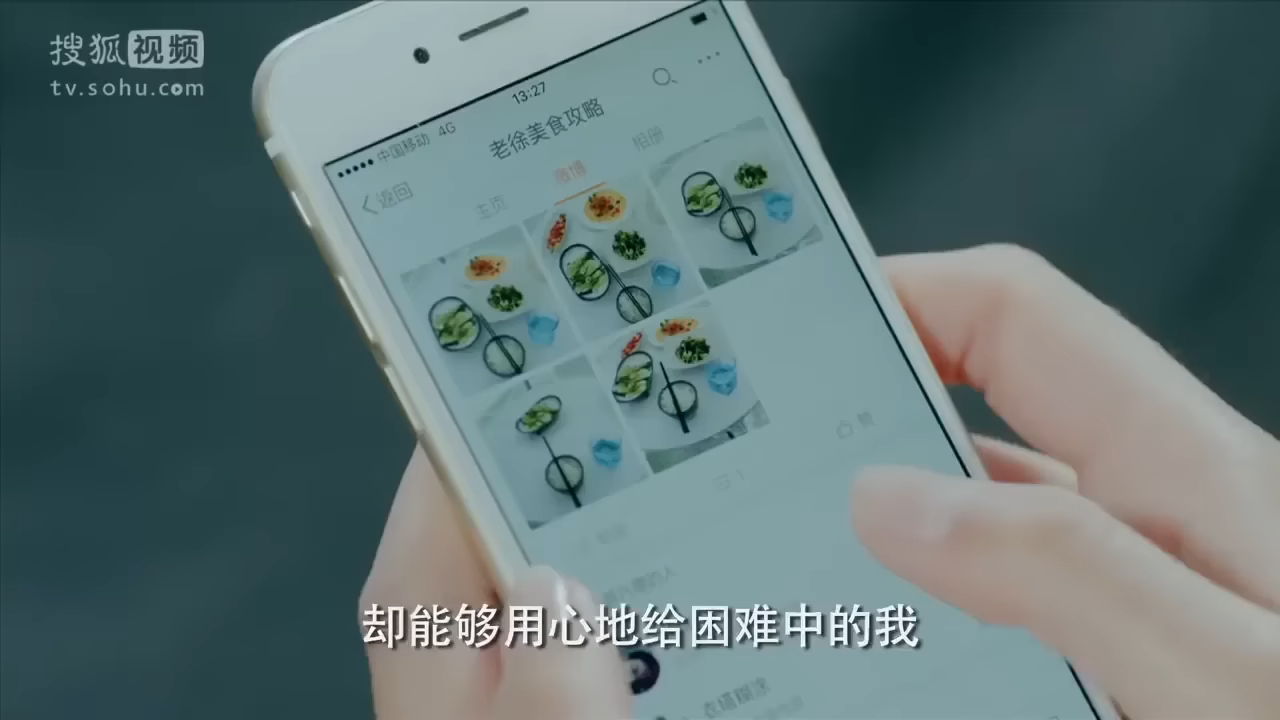 搜狐视频
tv.sohu.com
中国移动 4G 13:27
返回 老徐美食攻略
主页 微博 相册
赞
却能够用心地给困难中的我